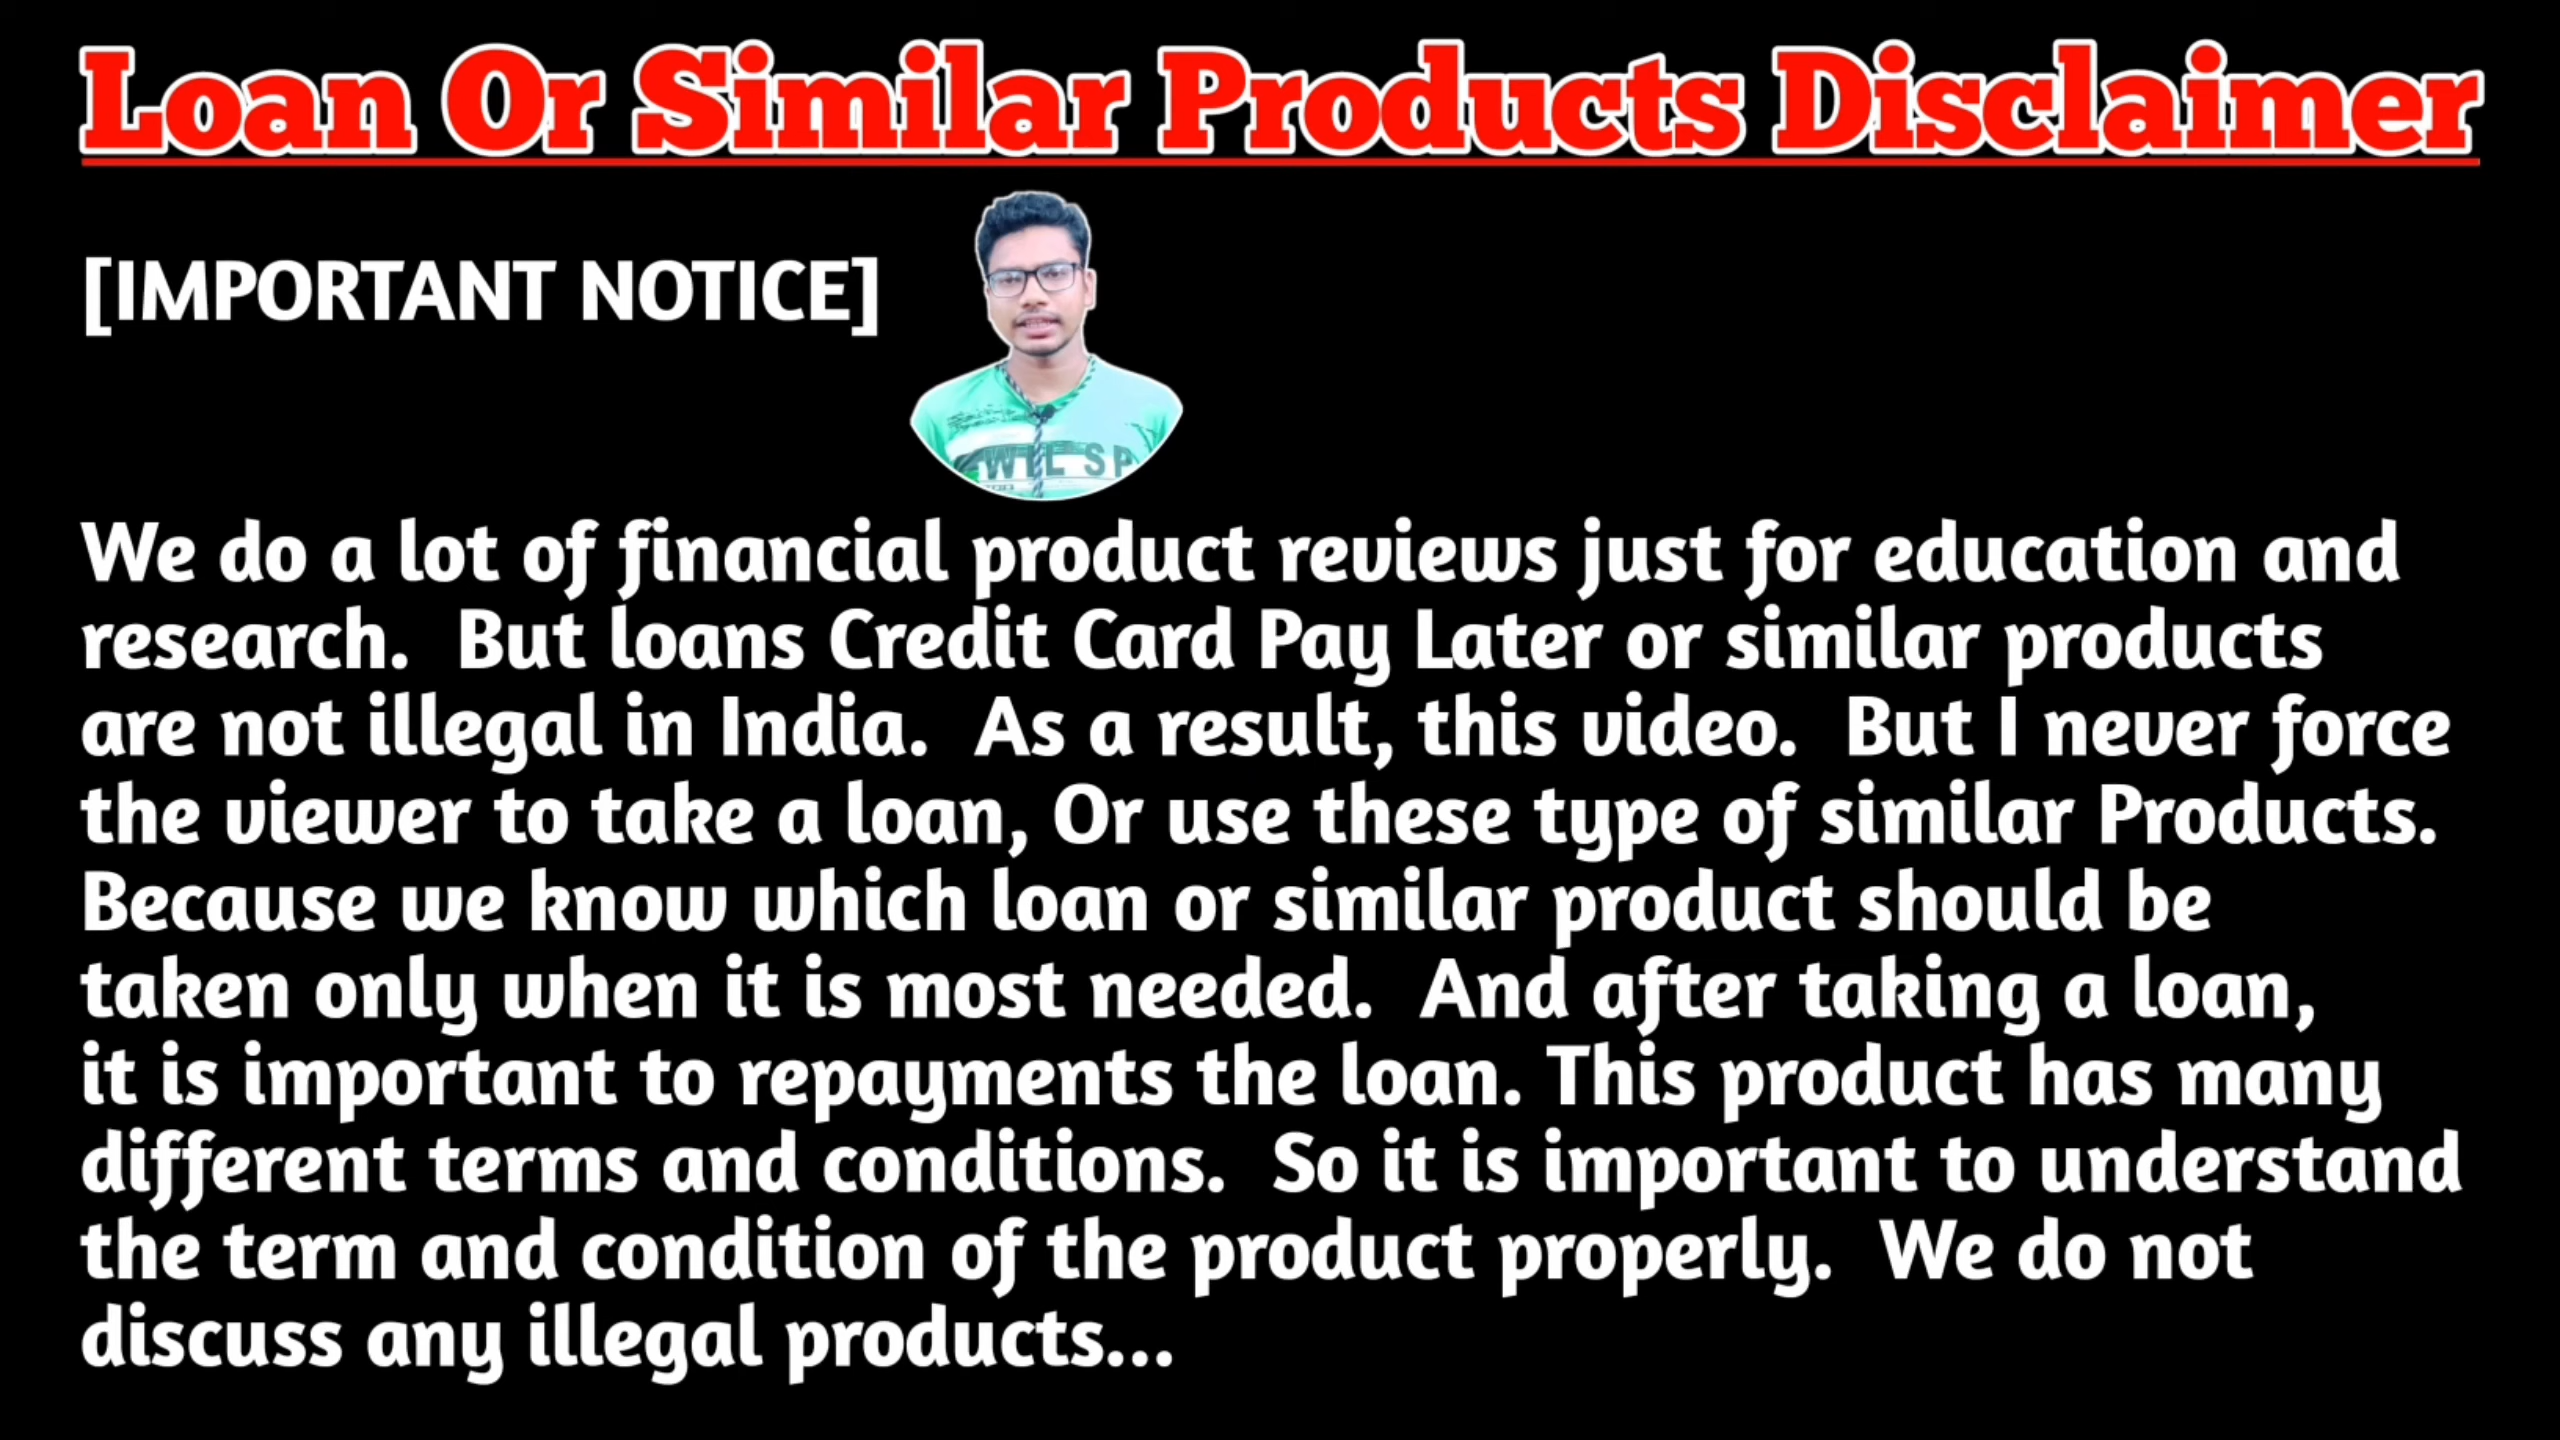 Loan Or Similar Products Disclaimer
[IMPORTANT NOTICE]
WIL SP
We do a lot of financial product reviews just for education and
research. But loans Credit Card Pay Later or similar products
are not illegal in India. As a result, this video. But I never force
the viewer to take a loan, Or use these type of similar Products.
Because we know which loan or similar product should be
taken only when it is most needed. And after taking a loan,
it is important to repayments the loan. This product has many
different terms and conditions. So it is important to understand
the term and condition of the product properly. We do not
discuss any illegal products...